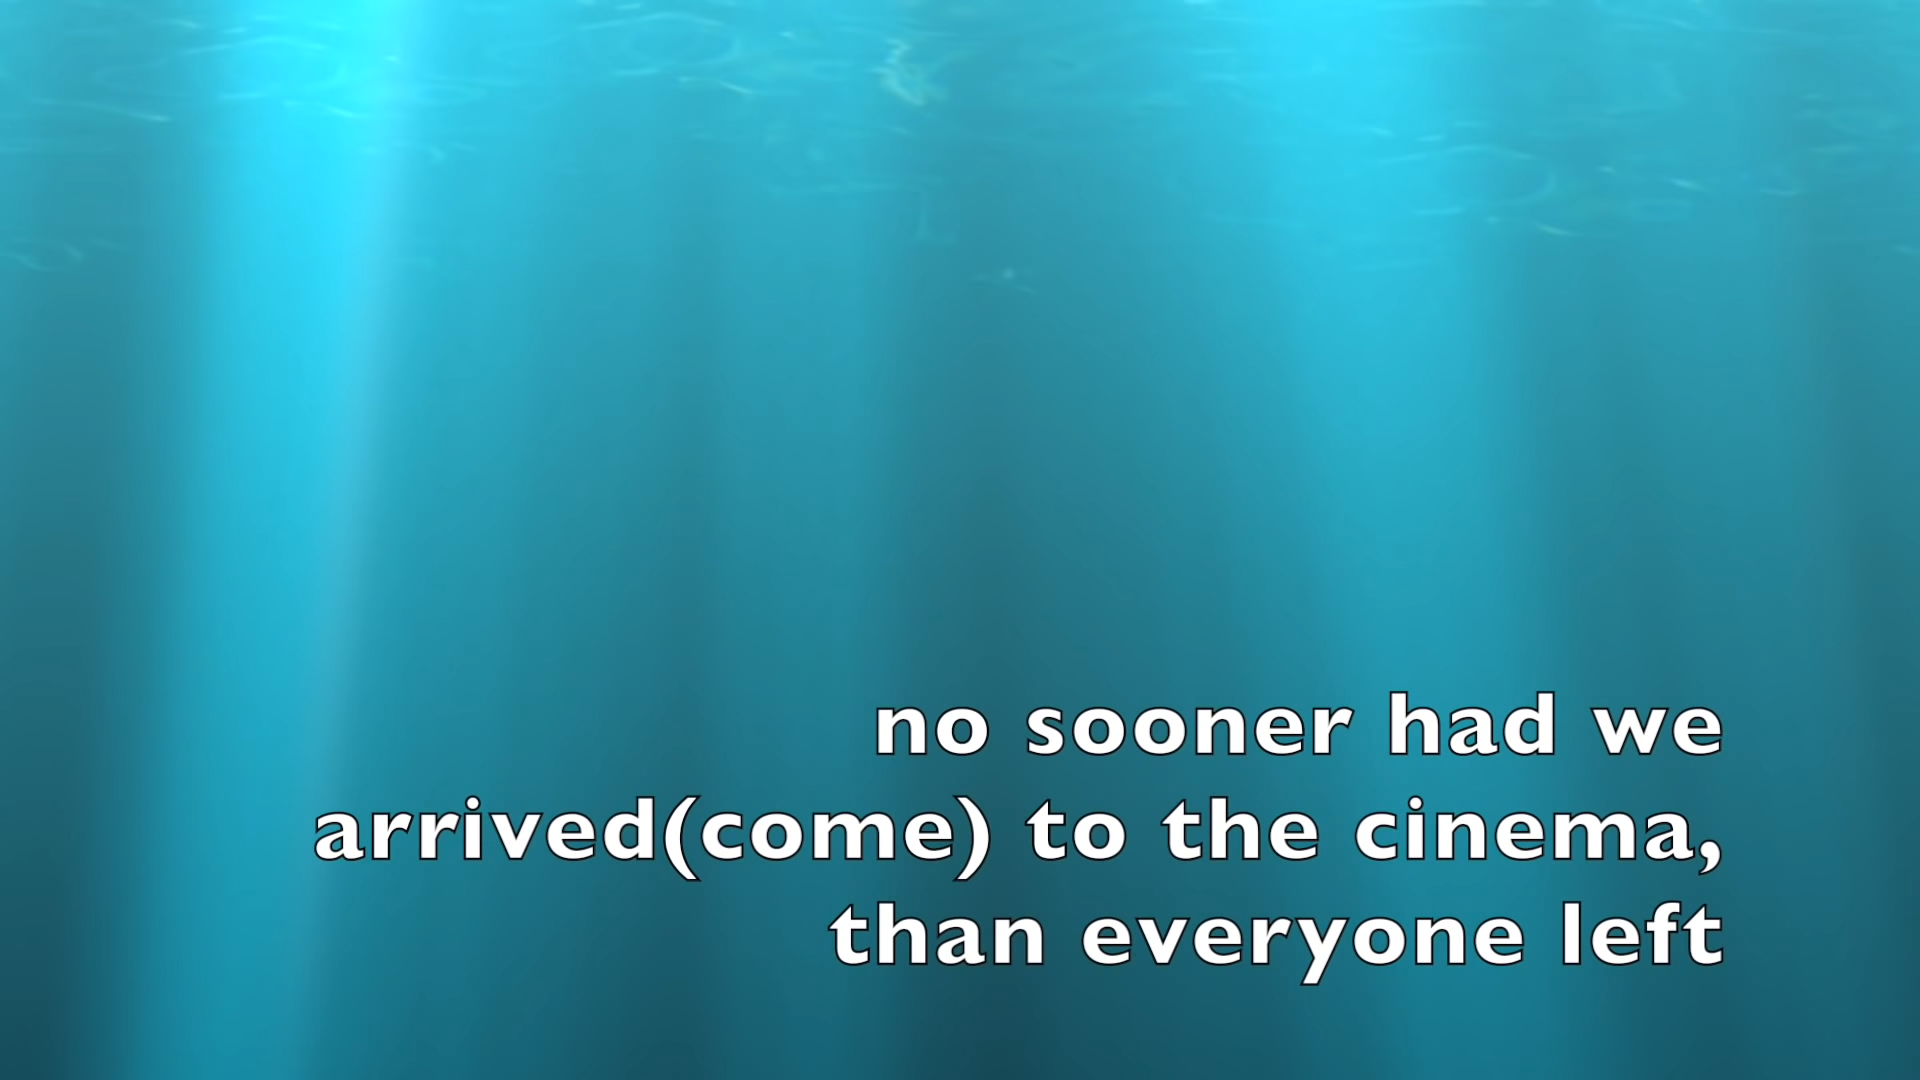 no sooner had we
arrived(come) to the cinema,
than everyone left